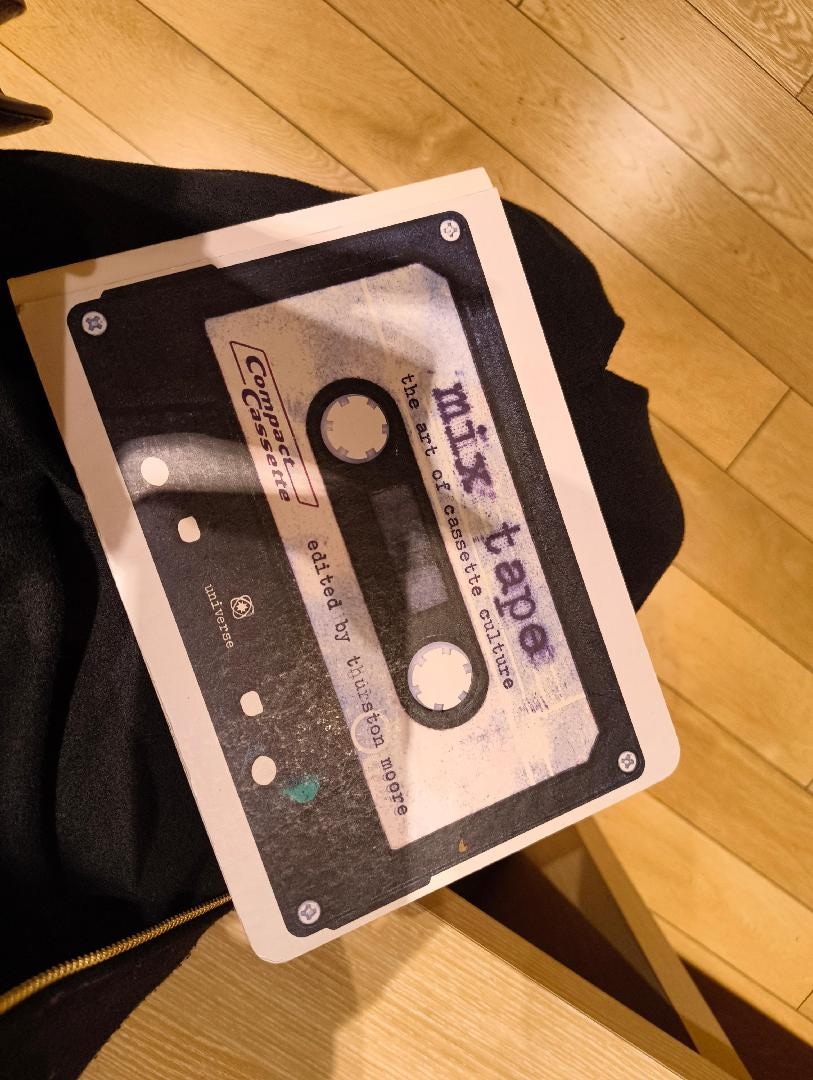 mix tape
the art of cassette culture
Compact
Cassette
edited by thurston moore
universe